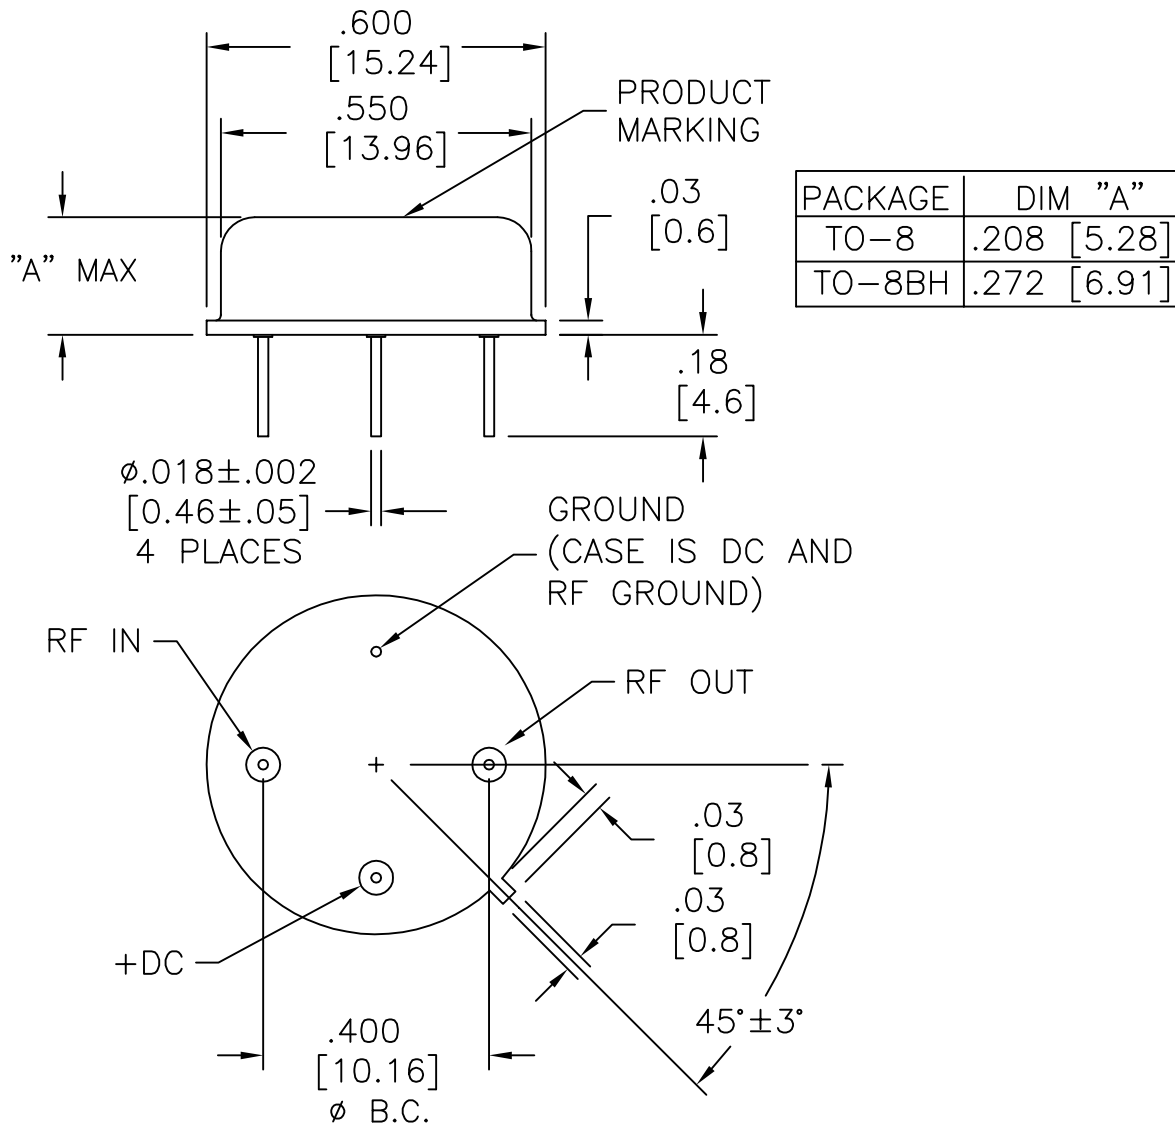 .600
[15.24]
.550
[13.96]
PRODUCT
MARKING
.03
[0.6]
"A" MAX
PACKAGE DIM "A"
TO-8 .208 [5.28]
TO-8BH .272 [6.91]
.18
[4.6]
ø.018±.002
[0.46±.05]
4 PLACES
GROUND
(CASE IS DC AND
RF GROUND)
RF IN
RF OUT
.03
[0.8]
.03
[0.8]
+DC
45°±3°
.400
[10.16]
ø B.C.